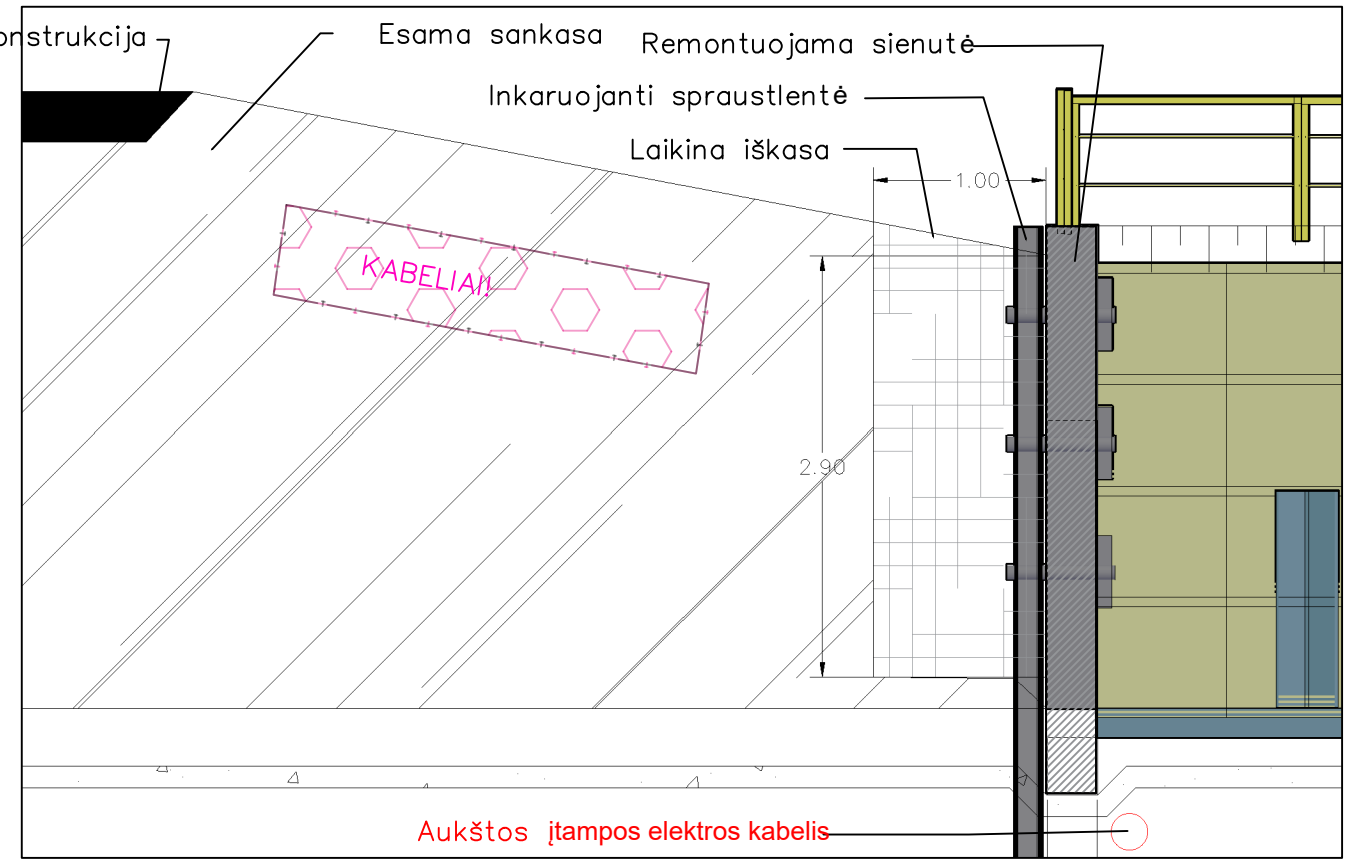 onstrukcija
Esama sankasa
Remontuojama sienutė
Inkaruojanti spraustlentė
Laikina iškasa
1.00
KABELIAI!
2.90
Aukštos įtampos elektros kabelis